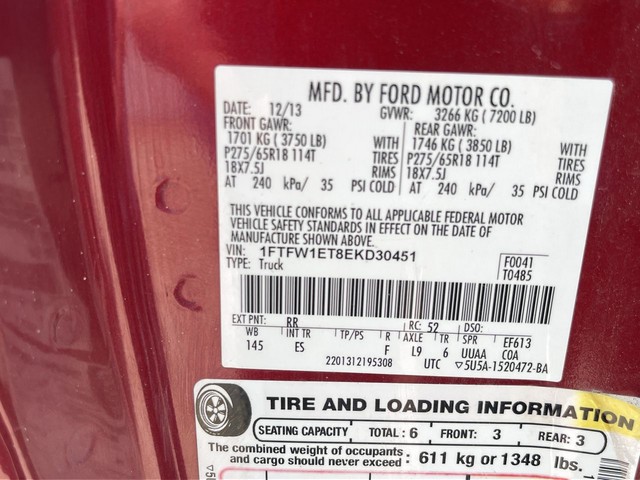 MFD. BY FORD MOTOR CO.
DATE: 12/13 GVWR: 3266 KG (7200 LB)
FRONT GAWR: REAR GAWR:
1701 KG (3750 LB) WITH 1746 KG (3850 LB) WITH
P275/65R18 114T TIRES P275/65R18 114T TIRES
18X7.5J RIMS 18X7.5J RIMS
AT 240 kPa/ 35 PSI COLD AT 240 kPa/ 35 PSI COLD
THIS VEHICLE CONFORMS TO ALL APPLICABLE FEDERAL MOTOR
VEHICLE SAFETY STANDARDS IN EFFECT ON THE DATE OF
MANUFACTURE SHOWN ABOVE.
VIN: 1FTFW1ET8EKD30451 F0041
TYPE: Truck T0485
EXT PNT: RR RC: 52 DSO:
WB INT TR TP/PS R AXLE TR SPR EF613
145 ES F L9 6 UUAA COA
2201312195308 UTC ▽5U5A-1520472-BA
TIRE AND LOADING INFORMATION
SEATING CAPACITY TOTAL: 6 FRONT: 3 REAR: 3
The combined weight of occupants
and cargo should never exceed : 611 kg or 1348 lbs.